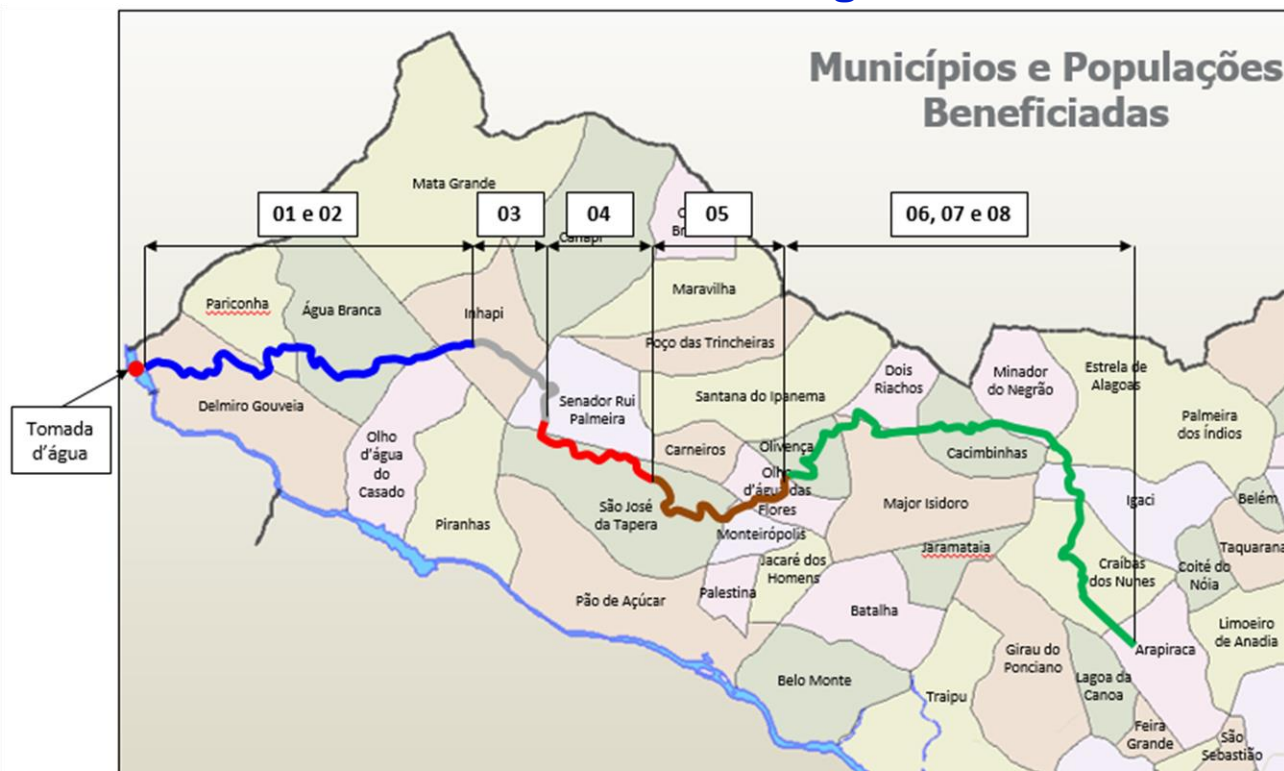 Municípios e Populações
Beneficiadas
Mata Grande
01 e 02
03
04
05
06, 07 e 08
Canapi
Maravilha
Pariconha
Água Branca
Inhapi
Poço das Trincheiras
Dois
Riachos
Minador
do Negrão
Estrela de
Alagoas
Santana do Ipanema
Senador Rui
Palmeira
Delmiro Gouveia
Palmeira
dos Índios
Tomada
d'água
Olho
d'água
do
Casado
Carneiros
Olivença
Cacimbinhas
Olho
d'água das
Flores
Major Isidoro
Igaci
Belém
São José
da Tapera
Piranhas
Monteirópolis
Jaramataia
Taquarana
Jacaré dos
Homens
Craíbas
dos Nunes
Coité do
Nóia
Palestina
Pão de Açúcar
Batalha
Limoeiro
de Anadia
Girau do
Ponciano
Arapiraca
Belo Monte
Lagoa da
Canoa
Traipu
Feira
Grande
São
Sebastião